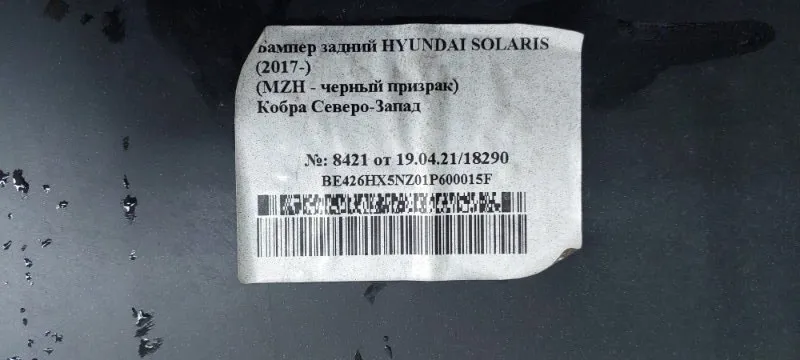 Бампер задний HYUNDAI SOLARIS
(2017-)
(MZH - черный призрак)
Кобра Северо-Запад
№: 8421 от 19.04.21/18290
BE426HX5NZ01P600015F